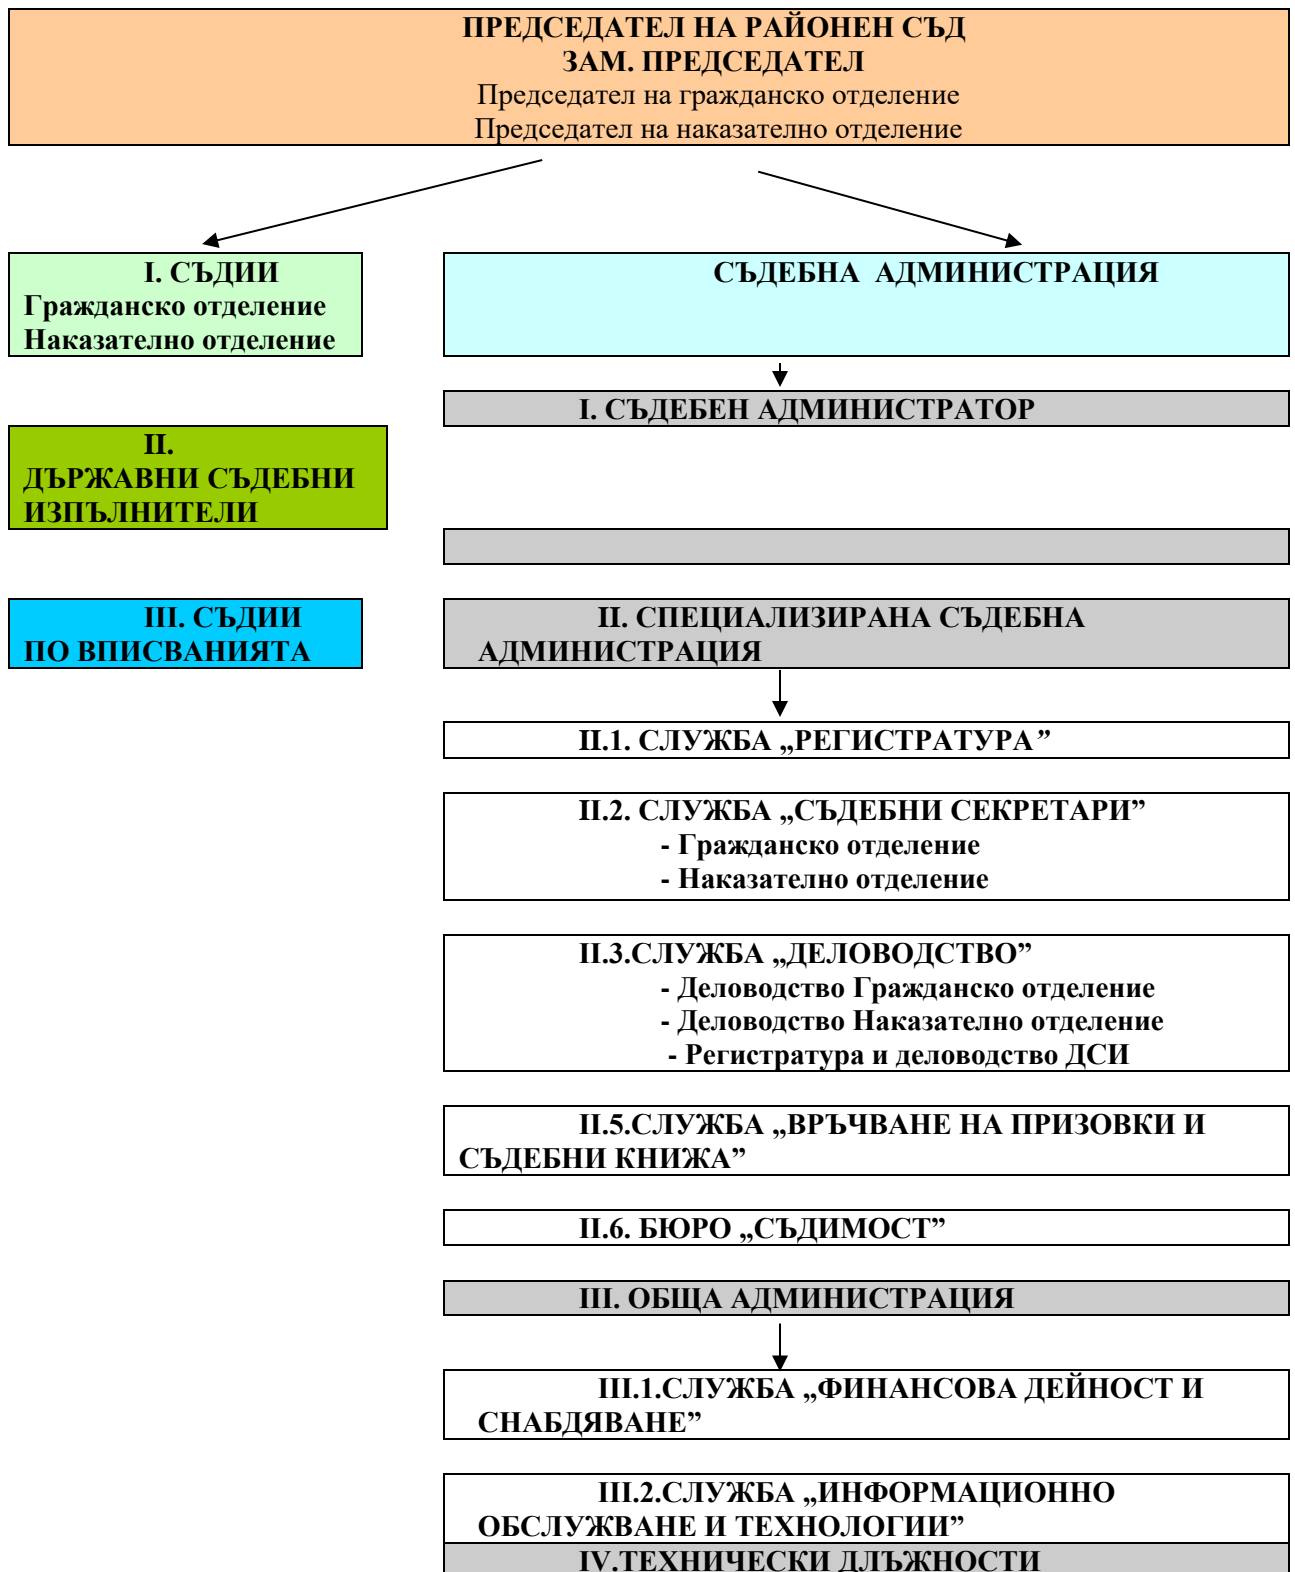 ПРЕДСЕДАТЕЛ НА РАЙОНЕН СЪД
ЗАМ. ПРЕДСЕДАТЕЛ
Председател на гражданско отделение
Председател на наказателно отделение
I. СЪДИИ
Гражданско отделение
Наказателно отделение
СЪДЕБНА АДМИНИСТРАЦИЯ
I. СЪДЕБЕН АДМИНИСТРАТОР
II.
ДЪРЖАВНИ СЪДЕБНИ
ИЗПЪЛНИТЕЛИ
III. СЪДИИ
ПО ВПИСВАНИЯТА
II. СПЕЦИАЛИЗИРАНА СЪДЕБНА
АДМИНИСТРАЦИЯ
II.1. СЛУЖБА „РЕГИСТРАТУРА”
II.2. СЛУЖБА „СЪДЕБНИ СЕКРЕТАРИ”
- Гражданско отделение
- Наказателно отделение
II.3.СЛУЖБА „ДЕЛОВОДСТВО”
- Деловодство Гражданско отделение
- Деловодство Наказателно отделение
- Регистратура и деловодство ДСИ
II.5.СЛУЖБА „ВРЪЧВАНЕ НА ПРИЗОВКИ И
СЪДЕБНИ КНИЖА”
II.6. БЮРО „СЪДИМОСТ”
III. ОБЩА АДМИНИСТРАЦИЯ
III.1.СЛУЖБА „ФИНАНСОВА ДЕЙНОСТ И
СНАБДЯВАНЕ”
III.2.СЛУЖБА „ИНФОРМАЦИОННО
ОБСЛУЖВАНЕ И ТЕХНОЛОГИИ”
IV.ТЕХНИЧЕСКИ ДЛЪЖНОСТИ